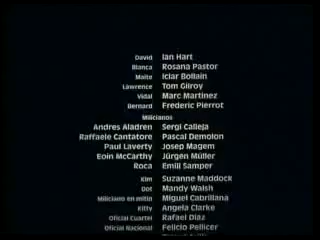 David Ian Hart
Blanca Rosana Pastor
Maite Iciar Bollain
Lawrence Tom Gilroy
Vidal Marc Martinez
Bernard Frederic Pierrot
Milicianos
Andres Aladren Sergi Calleja
Raffaele Cantatore Pascal Demolon
Paul Laverty Josep Magem
Eoin McCarthy Jürgen Müller
Roca Emili Samper
Kim Suzanne Maddock
Dot Mandy Walsh
Miliciano en mitin Miguel Cabrillana
Kitty Angela Clarke
Oficial Cuartel Rafael Diaz
Oficial Nacional Felicio Pellicer